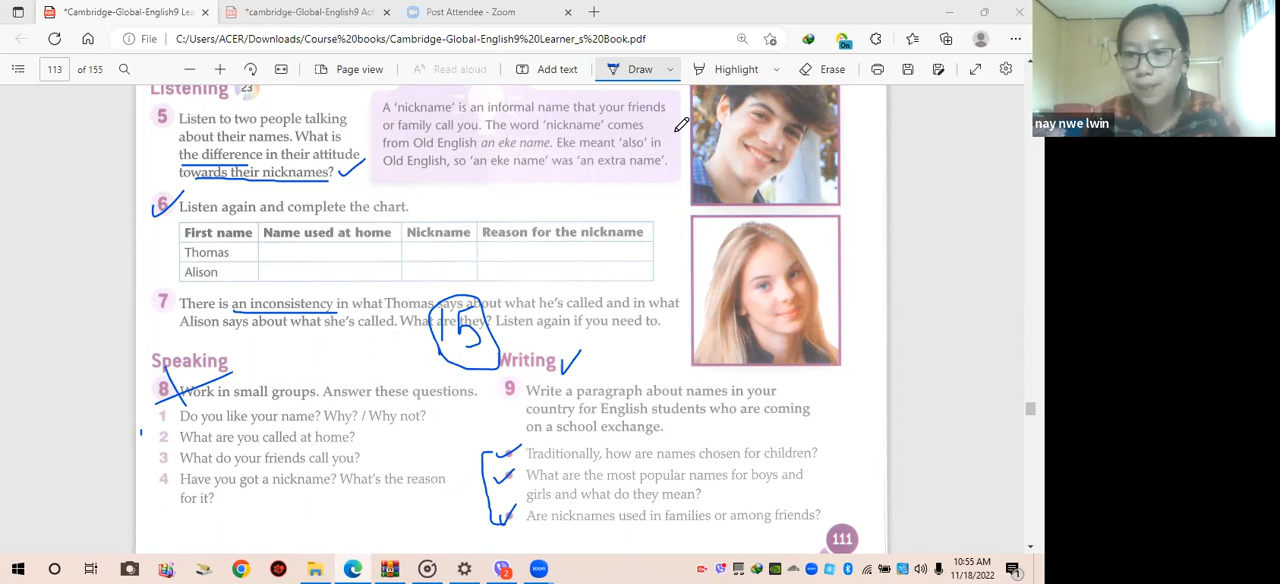 *Cambridge-Global-English9 Lea
*cambridge-Global-English9 Act
Post Attendee - Zoom
File
C:/Users/ACER/Downloads/Course%20books/Cambridge-Global-English9%20Learner_s%20Book.pdf
On
113 of 155
Page view
Read aloud
Add text
Draw
Highlight
Erase
nay nwe lwin
Listening 23
5 Listen to two people talking
about their names. What is
the difference in their attitude
towards their nicknames?
A 'nickname' is an informal name that your friends
or family call you. The word 'nickname' comes
from Old English an eke name. Eke meant 'also' in
Old English, so 'an eke name' was 'an extra name'.
6 Listen again and complete the chart.
First name Name used at home Nickname Reason for the nickname
Thomas
Alison
7 There is an inconsistency in what Thomas says about what he's called and in what
Alison says about what she's called. What are they? Listen again if you need to.
15
Speaking
8 Work in small groups. Answer these questions.
1 Do you like your name? Why? / Why not?
2 What are you called at home?
3 What do your friends call you?
4 Have you got a nickname? What's the reason
for it?
Writing
9 Write a paragraph about names in your
country for English students who are coming
on a school exchange.
Traditionally, how are names chosen for children?
What are the most popular names for boys and
girls and what do they mean?
Are nicknames used in families or among friends?
111
zoom
10:55 AM
11/18/2022